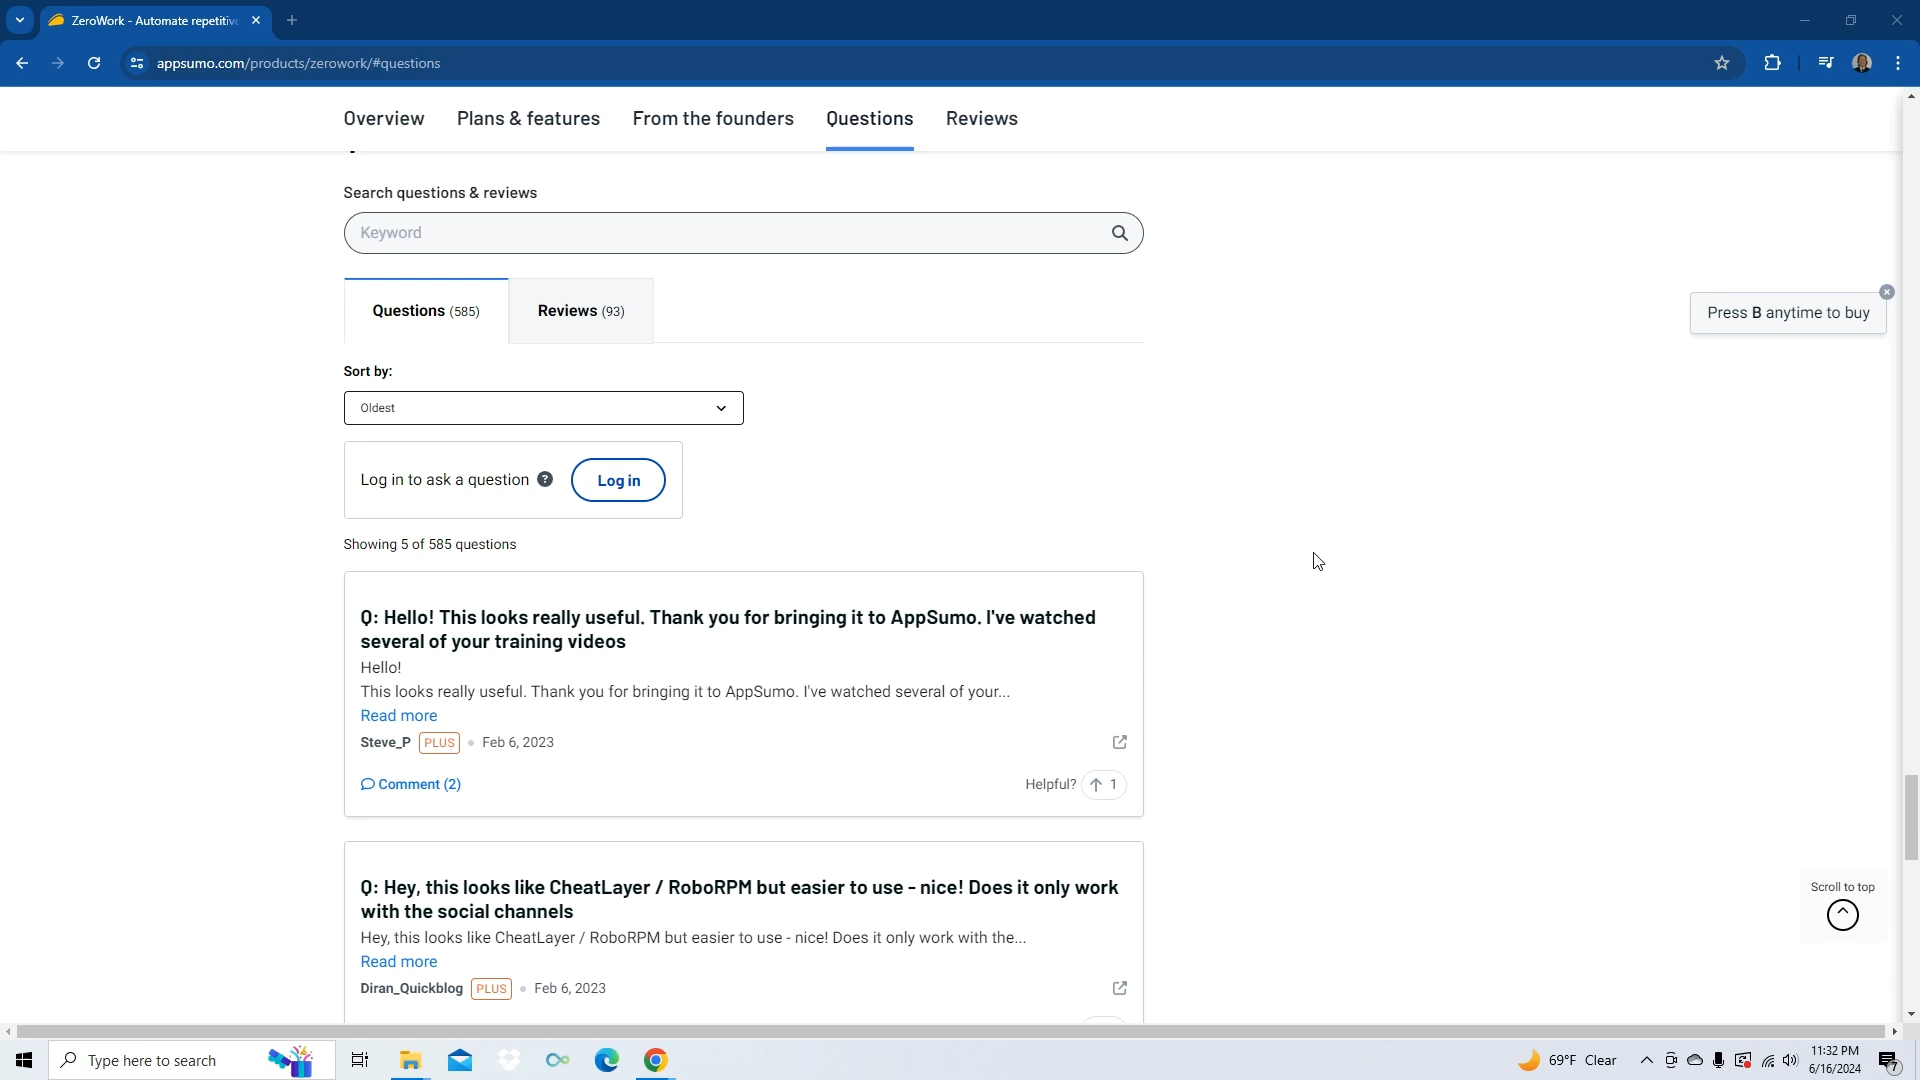 ZeroWork - Automate repetitive
appsumo.com/products/zerowork/#questions
Overview Plans & features From the founders Questions Reviews
Search questions & reviews
Keyword
Questions (585) Reviews (93)
Press B anytime to buy
Sort by:
Oldest
Log in to ask a question ? Log in
Showing 5 of 585 questions
Q: Hello! This looks really useful. Thank you for bringing it to AppSumo. I've watched
several of your training videos
Hello!
This looks really useful. Thank you for bringing it to AppSumo. I've watched several of your...
Read more
Steve_P PLUS • Feb 6, 2023
Comment (2) Helpful? 1
Q: Hey, this looks like CheatLayer / RoboRPM but easier to use - nice! Does it only work
with the social channels
Hey, this looks like CheatLayer / RoboRPM but easier to use - nice! Does it only work with the...
Read more
Diran_Quickblog PLUS • Feb 6, 2023
Scroll to top
Type here to search
69°F Clear
11:32 PM
6/16/2024
7